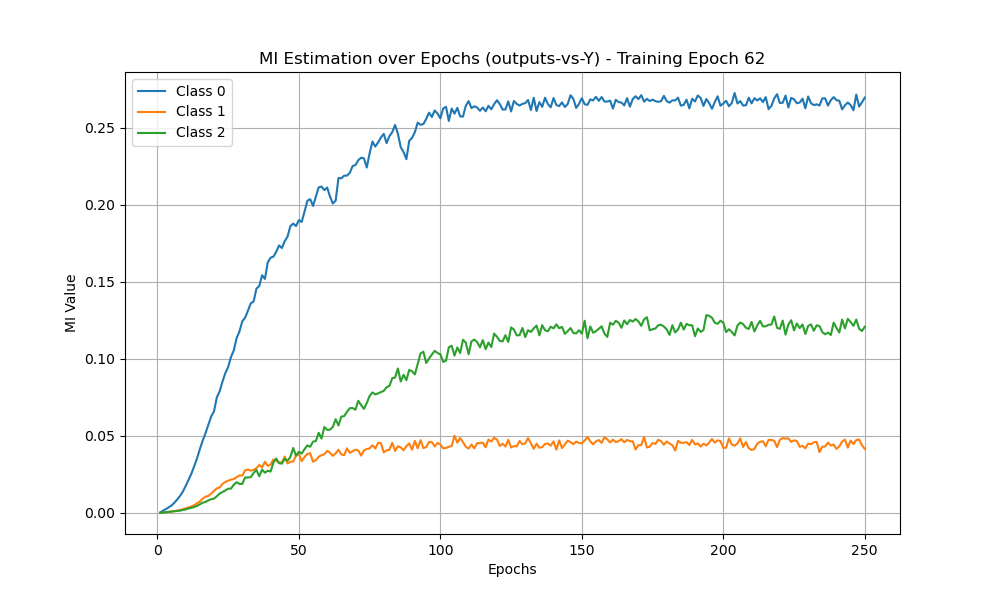 MI Estimation over Epochs (outputs-vs-Y) - Training Epoch 62
Class 0
Class 1
Class 2
MI Value
0.25
0.20
0.15
0.10
0.05
0.00
0 50 100 150 200 250
Epochs